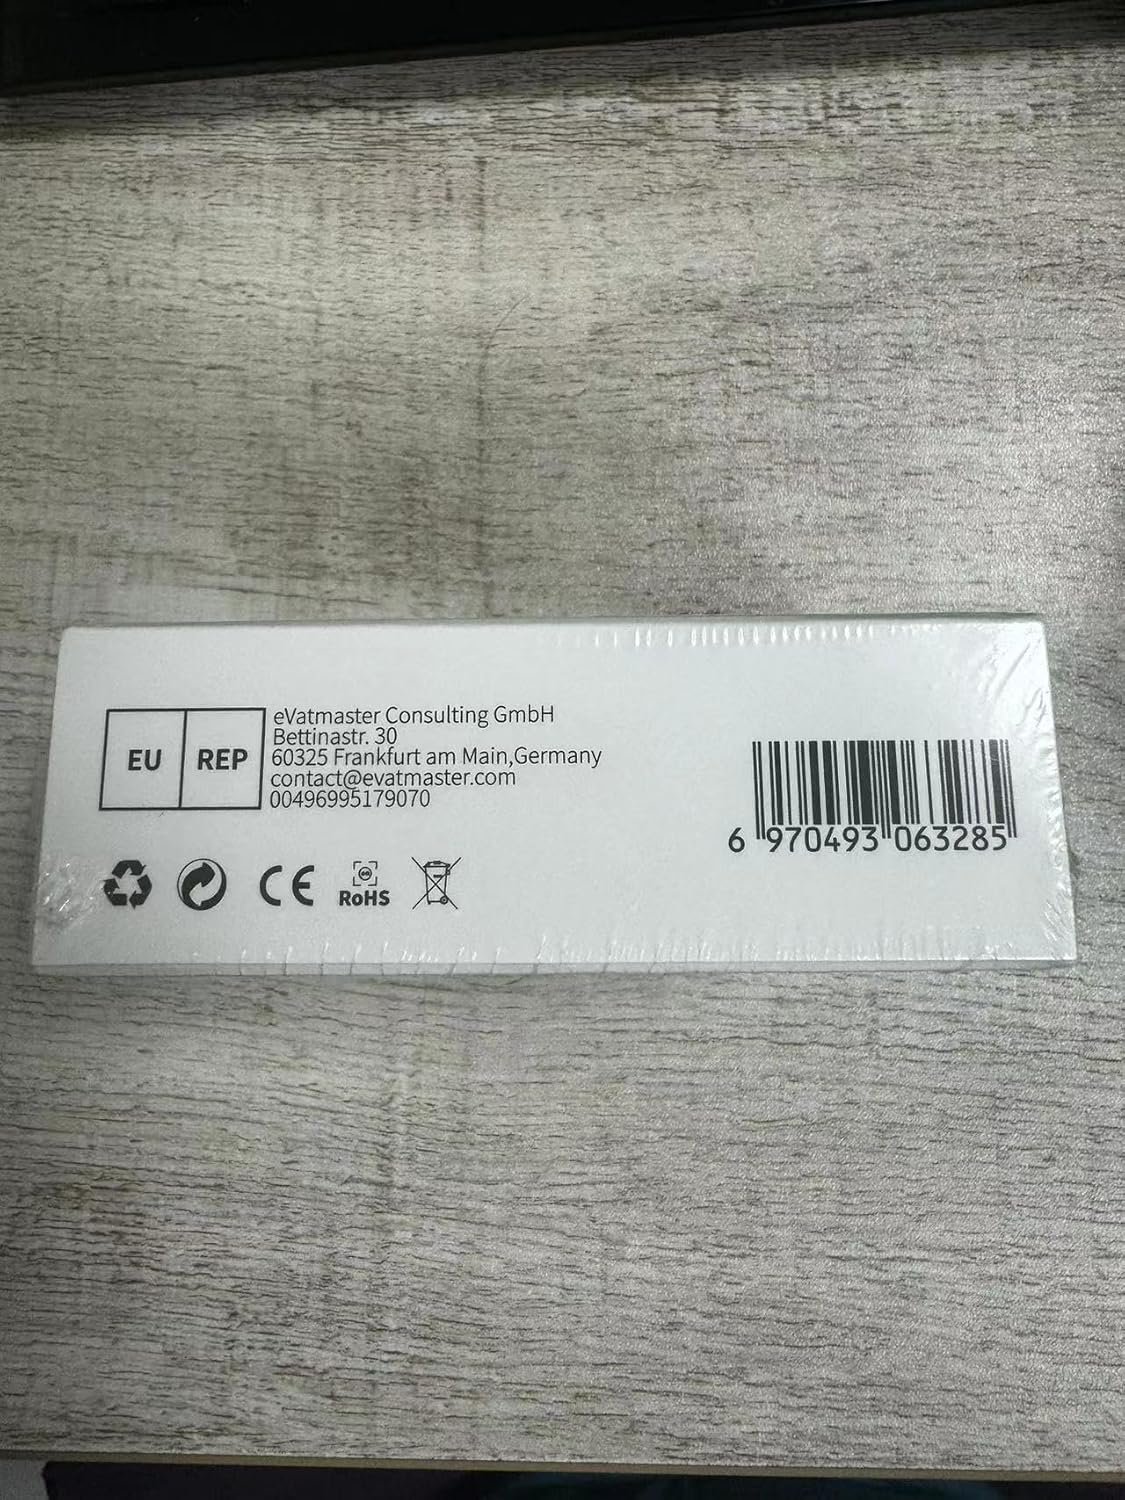 EU REP
eVatmaster Consulting GmbH
Bettinastr. 30
60325 Frankfurt am Main,Germany
contact@evatmaster.com
00496995179070
CE RoHS
6 970493 063285